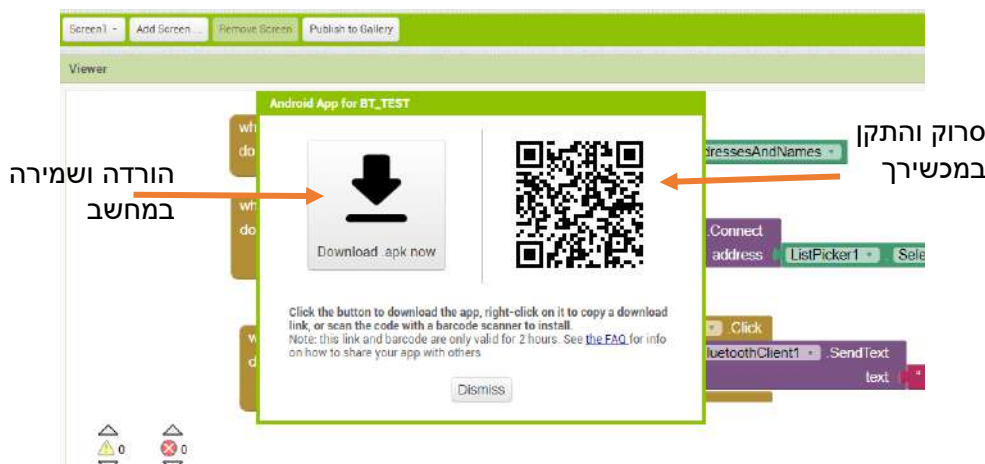 Screen1
Add Screen ...
Remove Screen
Publish to Gallery
Viewer
Android App for BT_TEST
wh
do
dressesAndNames
סרוק והתקן
במכשירך
הורדה ושמירה
במחשב
Download .apk now
wh
do
.Connect
address
ListPicker1
. Sele
Click the button to download the app, right-click on it to copy a download
link, or scan the code with a barcode scanner to install.
Note: this link and barcode are only valid for 2 hours. See the FAQ for info
on how to share your app with others
Dismiss
w
d
.Click
luetoothClient1
.SendText
text
"
0
0